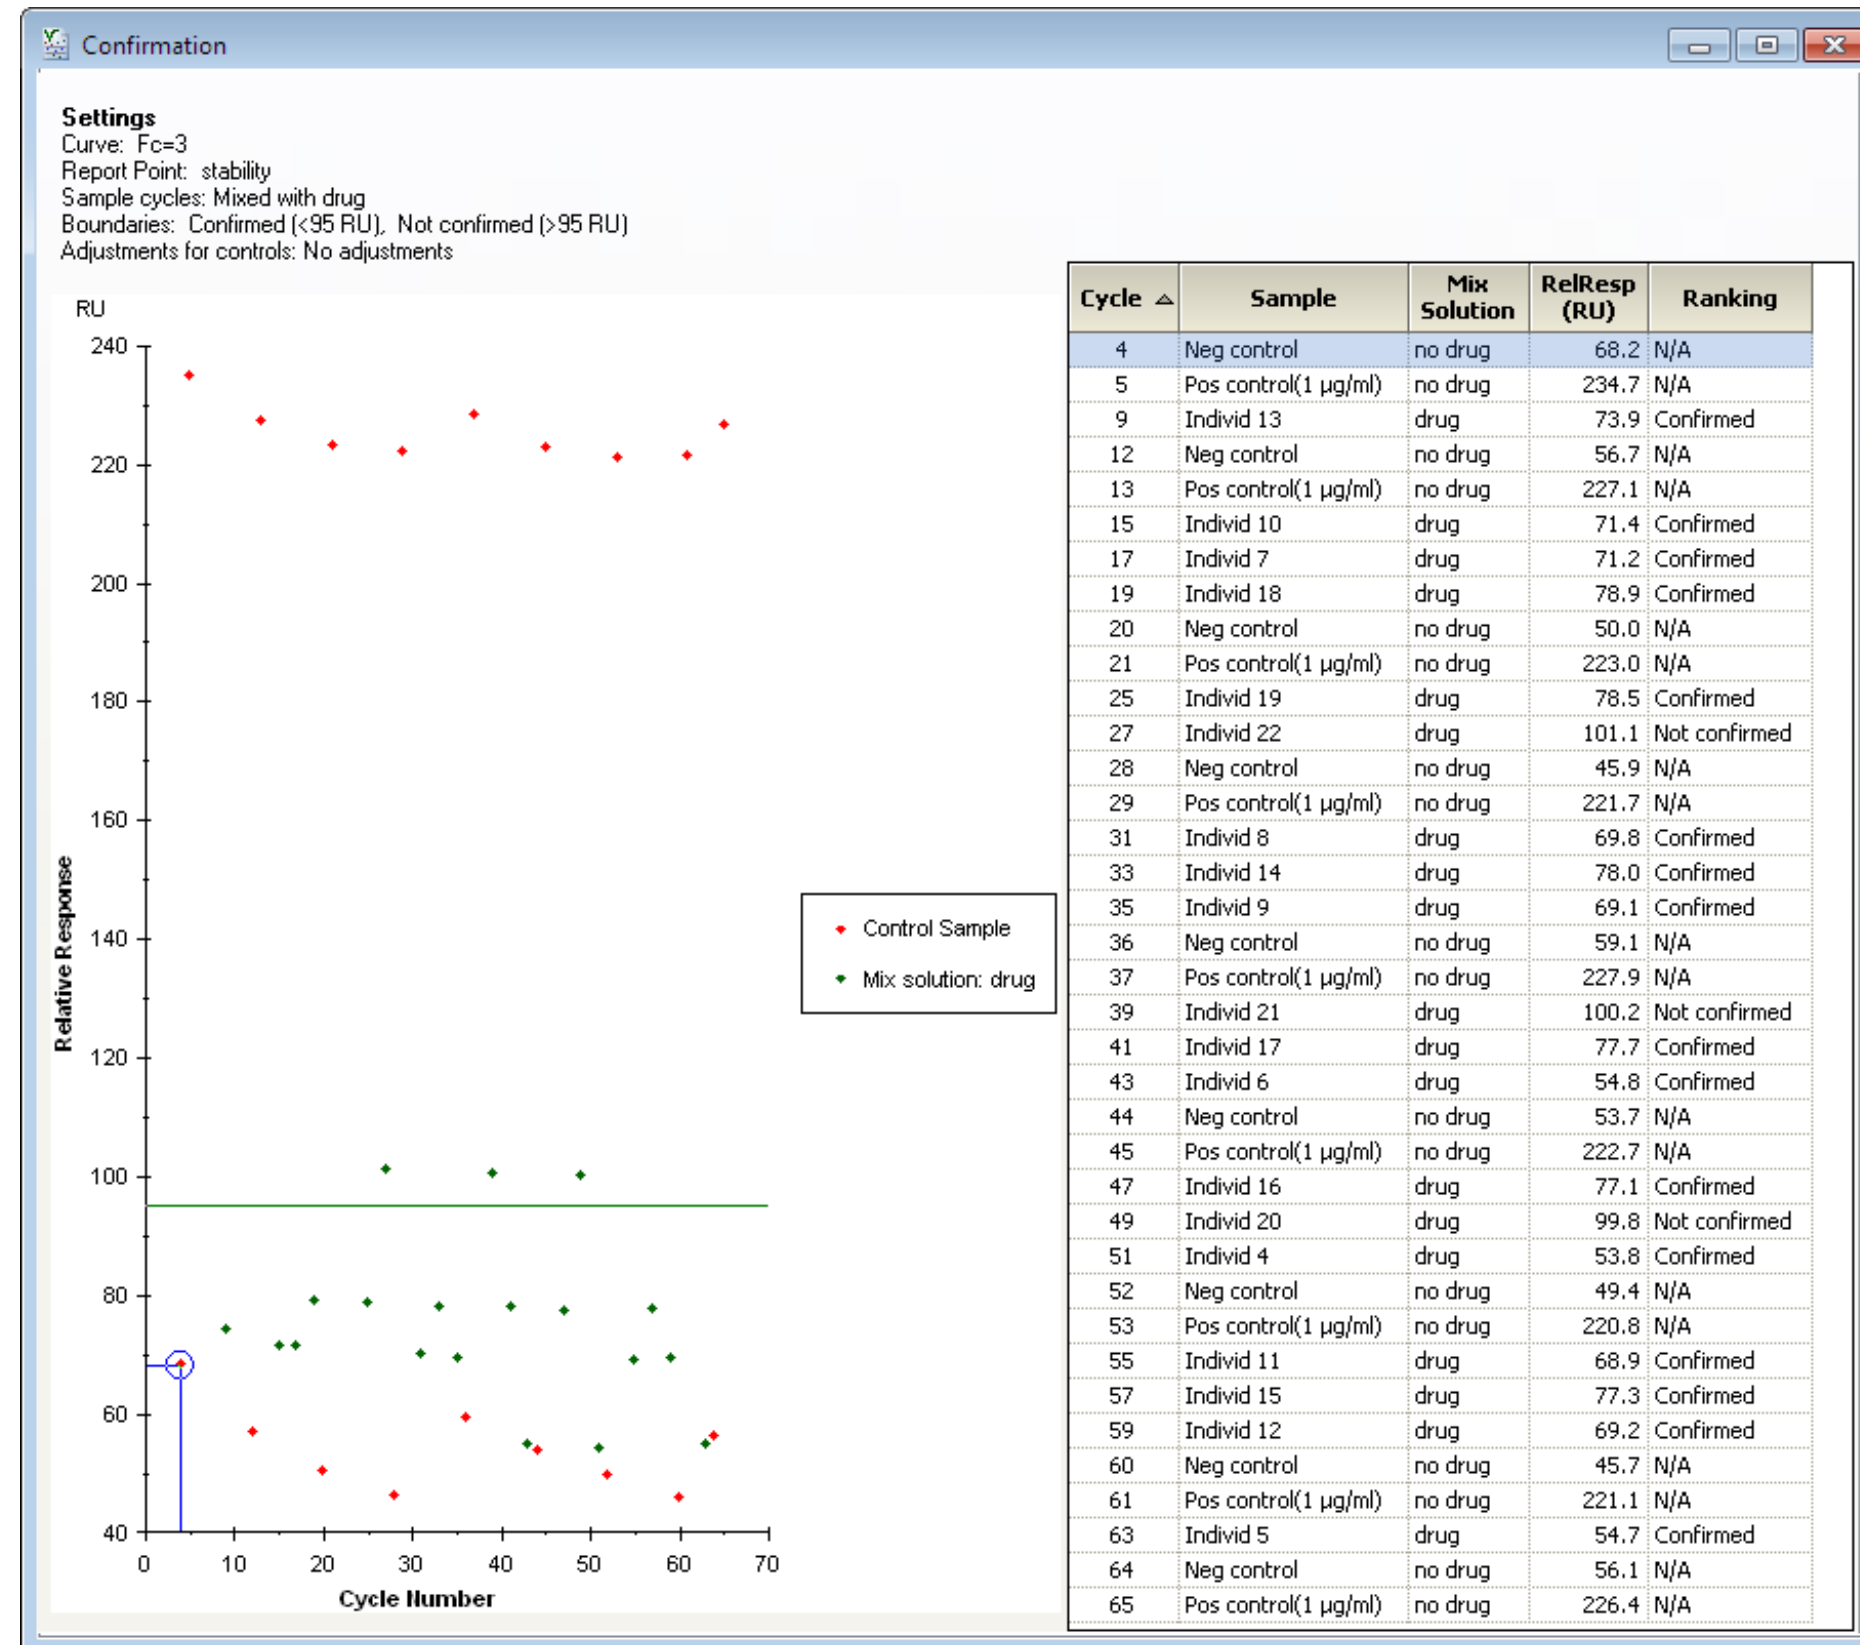 Confirmation
Settings
Curve: Fc=3
Report Point: stability
Sample cycles: Mixed with drug
Boundaries: Confirmed (<95 RU), Not confirmed (>95 RU)
Adjustments for controls: No adjustments
RU
240
220
200
180
160
140
120
100
80
60
40
0 10 20 30 40 50 60 70
Relative Response
Cycle Number
Control Sample
Mix solution: drug
Cycle Sample Mix Solution RelResp (RU) Ranking
4 Neg control no drug 68.2 N/A
5 Pos control(1 µg/ml) no drug 234.7 N/A
9 Individ 13 drug 73.9 Confirmed
12 Neg control no drug 56.7 N/A
13 Pos control(1 µg/ml) no drug 227.1 N/A
15 Individ 10 drug 71.4 Confirmed
17 Individ 7 drug 71.2 Confirmed
19 Individ 18 drug 78.9 Confirmed
20 Neg control no drug 50.0 N/A
21 Pos control(1 µg/ml) no drug 223.0 N/A
25 Individ 19 drug 78.5 Confirmed
27 Individ 22 drug 101.1 Not confirmed
28 Neg control no drug 45.9 N/A
29 Pos control(1 µg/ml) no drug 221.7 N/A
31 Individ 8 drug 69.8 Confirmed
33 Individ 14 drug 78.0 Confirmed
35 Individ 9 drug 69.1 Confirmed
36 Neg control no drug 59.1 N/A
37 Pos control(1 µg/ml) no drug 227.9 N/A
39 Individ 21 drug 100.2 Not confirmed
41 Individ 17 drug 77.7 Confirmed
43 Individ 6 drug 54.8 Confirmed
44 Neg control no drug 53.7 N/A
45 Pos control(1 µg/ml) no drug 222.7 N/A
47 Individ 16 drug 77.1 Confirmed
49 Individ 20 drug 99.8 Not confirmed
51 Individ 4 drug 53.8 Confirmed
52 Neg control no drug 49.4 N/A
53 Pos control(1 µg/ml) no drug 220.8 N/A
55 Individ 11 drug 68.9 Confirmed
57 Individ 15 drug 77.3 Confirmed
59 Individ 12 drug 69.2 Confirmed
60 Neg control no drug 45.7 N/A
61 Pos control(1 µg/ml) no drug 221.1 N/A
63 Individ 5 drug 54.7 Confirmed
64 Neg control no drug 56.1 N/A
65 Pos control(1 µg/ml) no drug 226.4 N/A